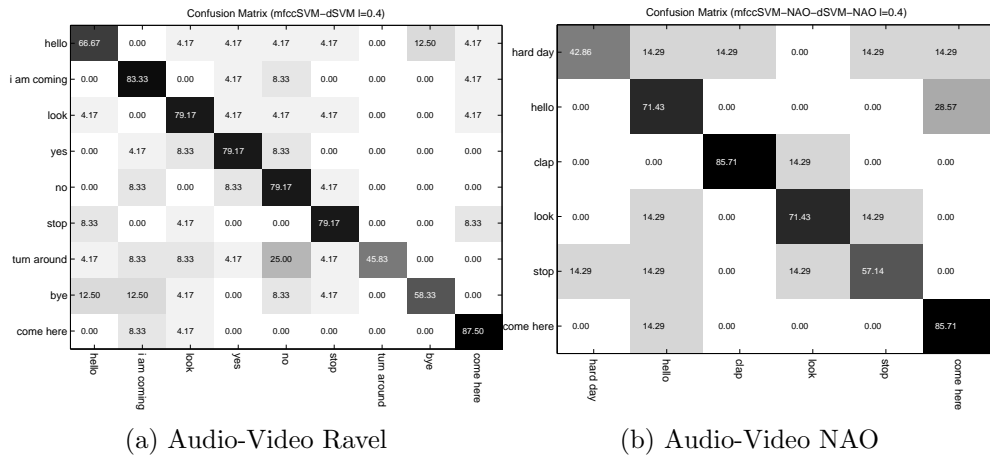 Confusion Matrix (mfccSVM−dSVM l=0.4)
hello 66.67 0.00 4.17 4.17 4.17 4.17 0.00 12.50 4.17
i am coming 0.00 83.33 0.00 4.17 8.33 0.00 0.00 0.00 4.17
look 4.17 0.00 79.17 4.17 4.17 4.17 0.00 0.00 4.17
yes 0.00 4.17 8.33 79.17 8.33 0.00 0.00 0.00 0.00
no 0.00 8.33 0.00 8.33 79.17 4.17 0.00 0.00 0.00
stop 8.33 0.00 4.17 0.00 0.00 79.17 0.00 0.00 8.33
turn around 4.17 8.33 8.33 4.17 25.00 4.17 45.83 0.00 0.00
bye 12.50 12.50 4.17 0.00 8.33 4.17 0.00 58.33 0.00
come here 0.00 8.33 4.17 0.00 0.00 0.00 0.00 0.00 87.50
hello i am coming look yes no stop turn around bye come here
(a) Audio-Video Ravel
Confusion Matrix (mfccSVM−NAO−dSVM−NAO l=0.4)
hard day 42.86 14.29 14.29 0.00 14.29 14.29
hello 0.00 71.43 0.00 0.00 0.00 28.57
clap 0.00 0.00 85.71 14.29 0.00 0.00
look 0.00 14.29 0.00 71.43 14.29 0.00
stop 14.29 14.29 0.00 14.29 57.14 0.00
come here 0.00 14.29 0.00 0.00 0.00 85.71
hard day hello clap look stop come here
(b) Audio-Video NAO